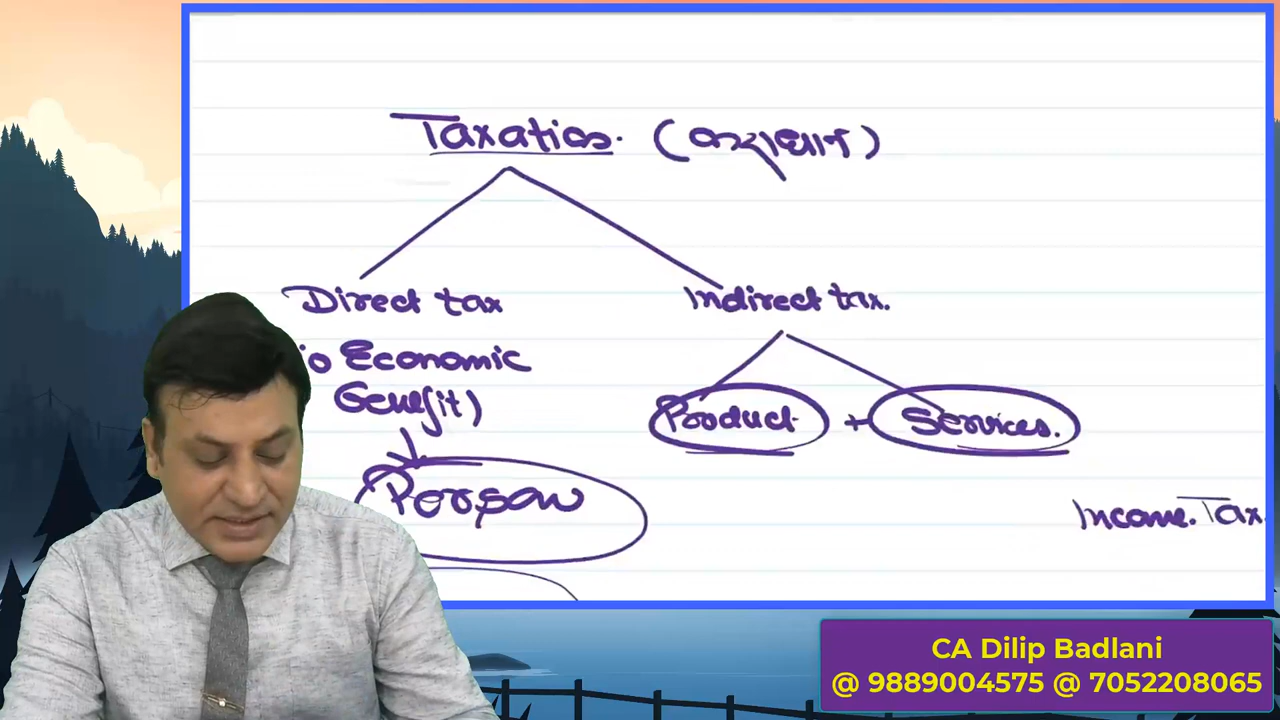 Taxation. (कराधान)
Direct tax
Indirect tax.
Economic
Benefit)
Product + Services.
Person
Income. Tax.
CA Dilip Badlani
@ 9889004575 @ 7052208065